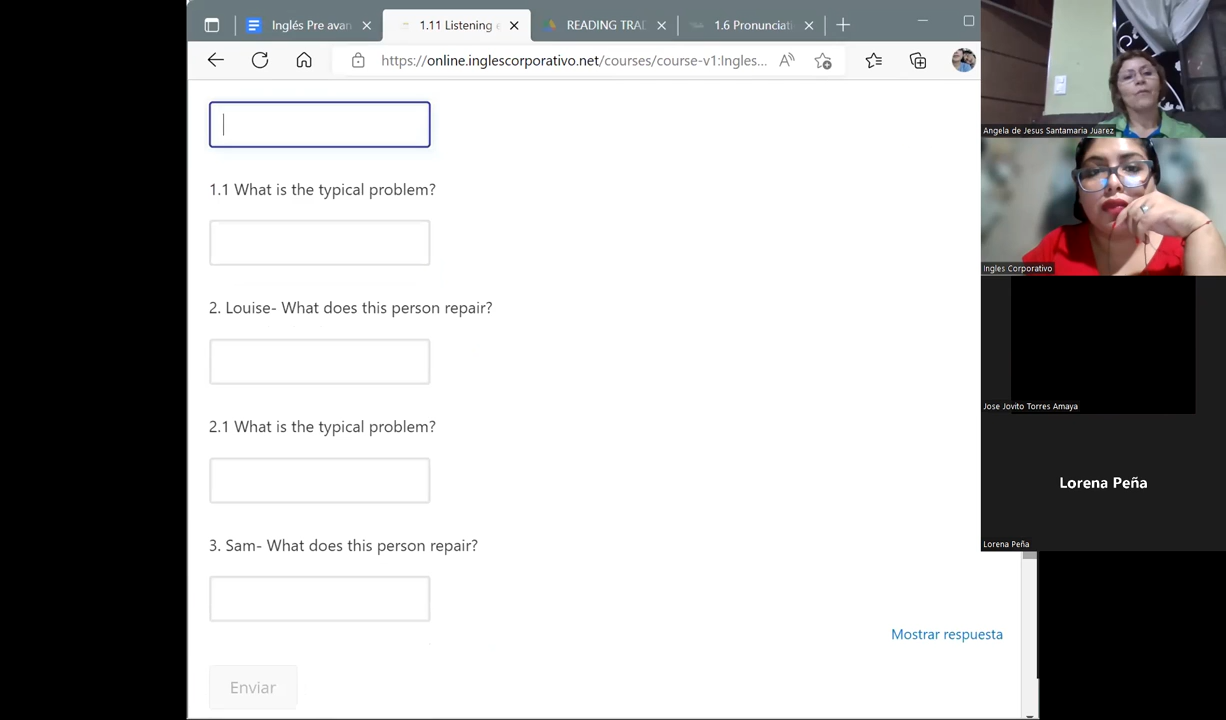 Inglés Pre avan
1.11 Listening
READING TRA
1.6 Pronunciati
https://online.inglescorporativo.net/courses/course-v1:Ingles...
1.1 What is the typical problem?
2. Louise- What does this person repair?
2.1 What is the typical problem?
3. Sam- What does this person repair?
Mostrar respuesta
Enviar
Angela de Jesus Santamaria Juarez
Ingles Corporativo
Jose Jovito Torres Amaya
Lorena Peña
Lorena Peña